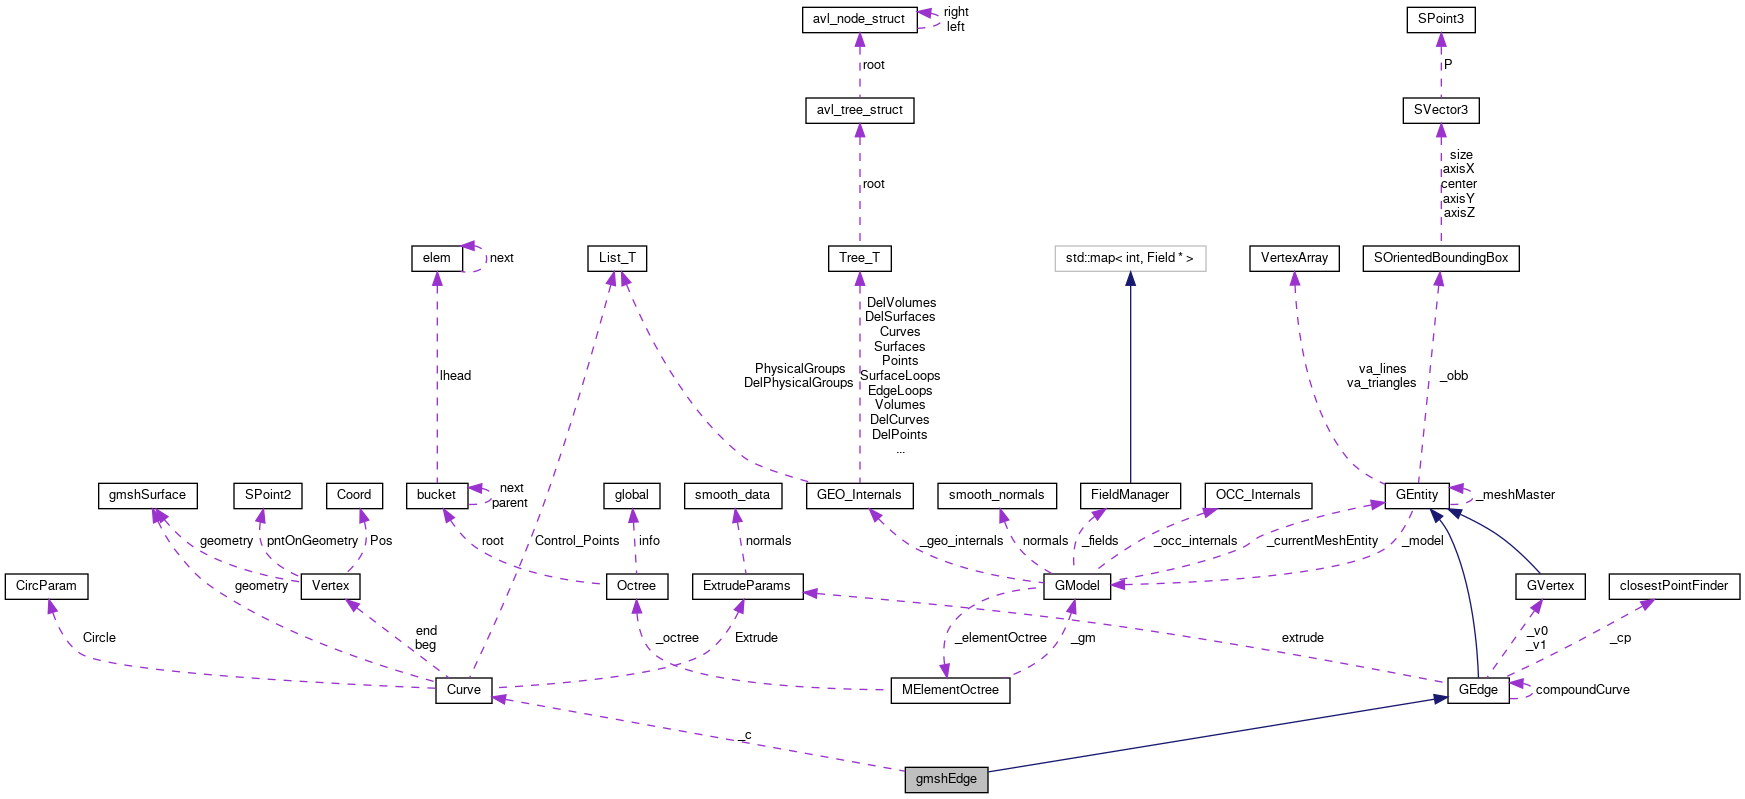 avl_node_struct
right
left
SPoint3
root
P
avl_tree_struct
SVector3
root
size
axisX
center
axisY
axisZ
elem
next
List_T
Tree_T
std::map< int, Field * >
VertexArray
SOrientedBoundingBox
lhead
PhysicalGroups
DelPhysicalGroups
DelVolumes
DelSurfaces
Curves
Surfaces
Points
SurfaceLoops
EdgeLoops
Volumes
DelCurves
DelPoints
...
va_lines
va_triangles
_obb
gmshSurface
SPoint2
Coord
bucket
next
parent
global
smooth_data
GEO_Internals
smooth_normals
FieldManager
OCC_Internals
GEntity
_meshMaster
geometry
pntOnGeometry
Pos
root
Control_Points
info
normals
_geo_internals
normals
_fields
_occ_internals
_currentMeshEntity
_model
CircParam
geometry
Vertex
Octree
ExtrudeParams
GModel
GVertex
closestPointFinder
Circle
end
beg
_octree
Extrude
_elementOctree
_gm
extrude
_v0
_v1
_cp
Curve
MElementOctree
GEdge
compoundCurve
_c
gmshEdge